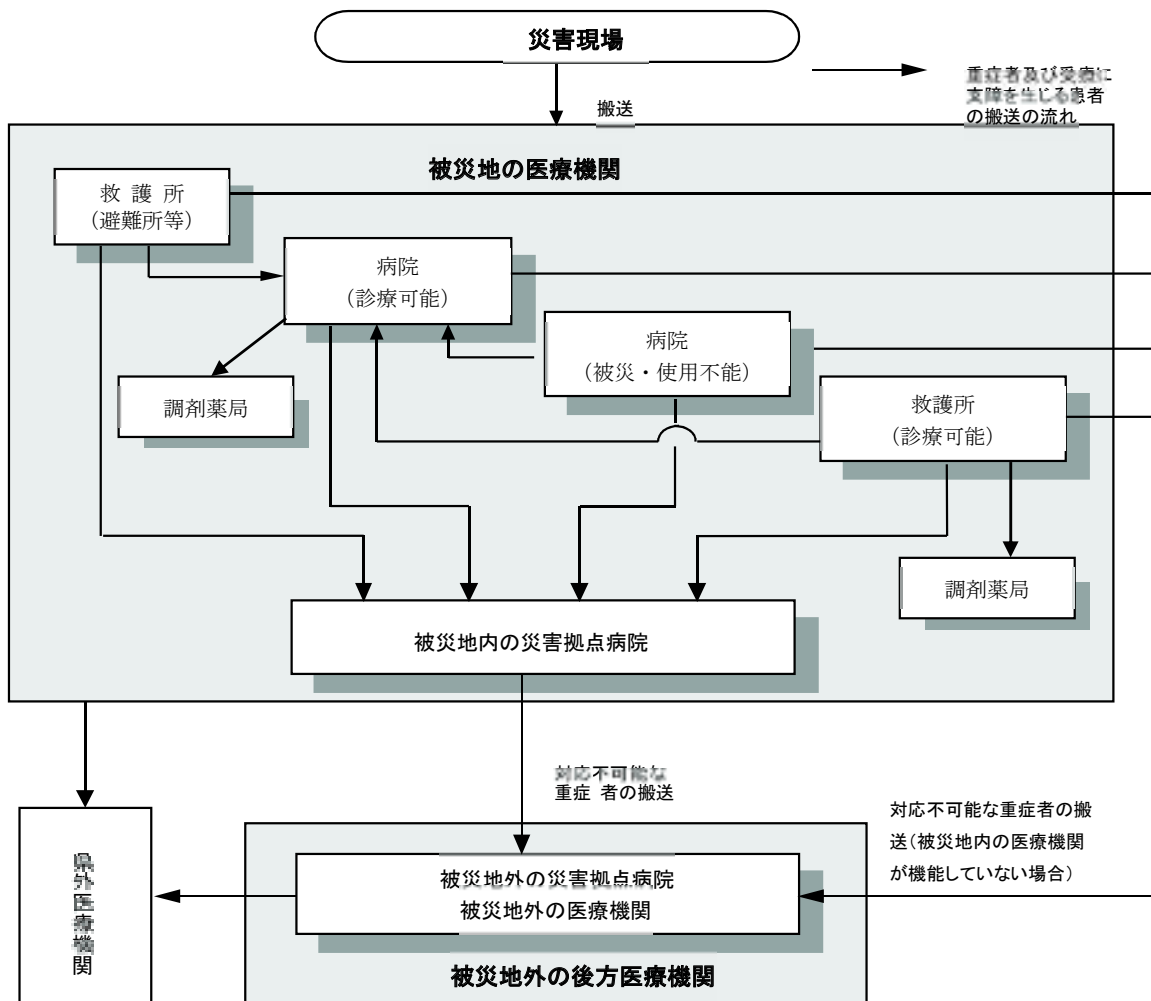 災害現場
重症者及び受療に
支障を生じる患者
の搬送の流れ
搬送
被災地の医療機関
救 護 所
（避難所等）
病院
（診療可能）
病院
（被災・使用不能）
調剤薬局
救護所
（診療可能）
調剤薬局
被災地内の災害拠点病院
対応不可能な
重症 者の搬送
対応不可能な重症者の搬
送（被災地内の医療機関
が機能していない場合）
県外医療機関
被災地外の災害拠点病院
被災地外の医療機関
被災地外の後方医療機関